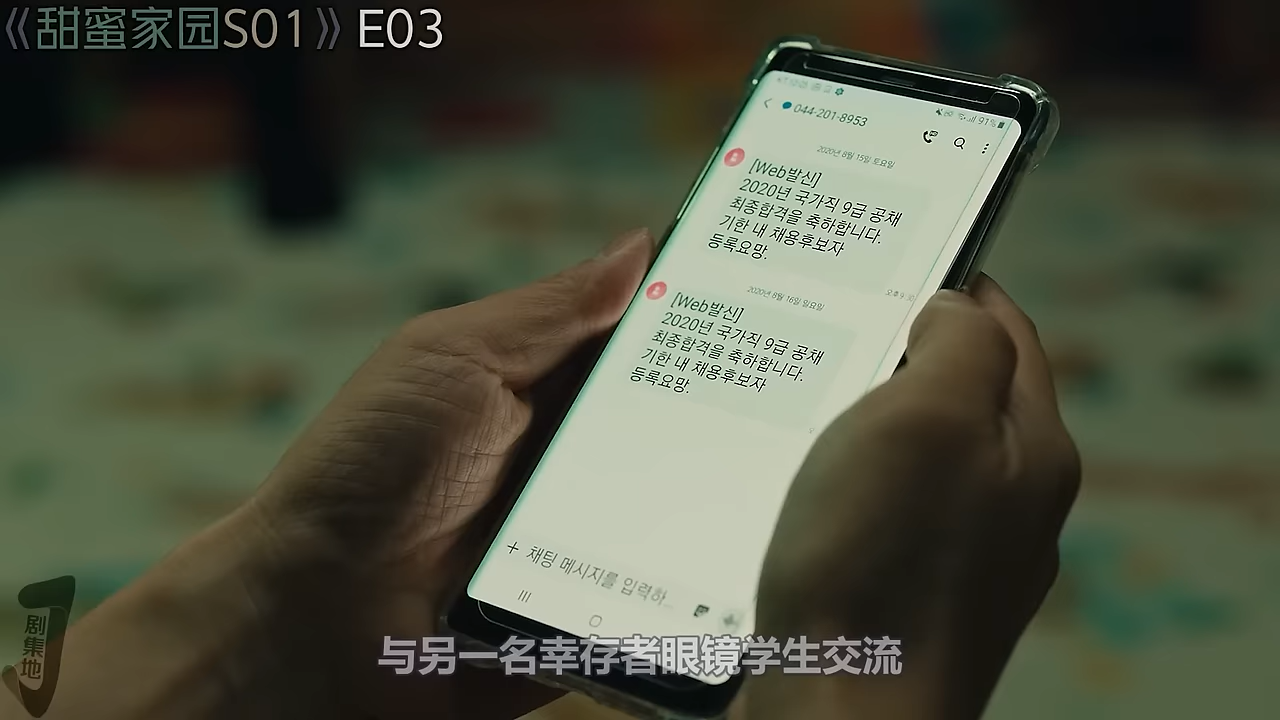 《甜蜜家园S01》E03
91%
044-201-8953
2020년 8월 15일 토요일
[Web발신]
2020년 국가직 9급 공채
최종합격을 축하합니다.
기한 내 채용후보자
등록요망.
2020년 8월 16일 일요일
[Web발신]
2020년 국가직 9급 공채
최종합격을 축하합니다.
기한 내 채용후보자
등록요망.
채팅 메시지를 입력하...
剧集地
与另一名幸存者眼镜学生交流